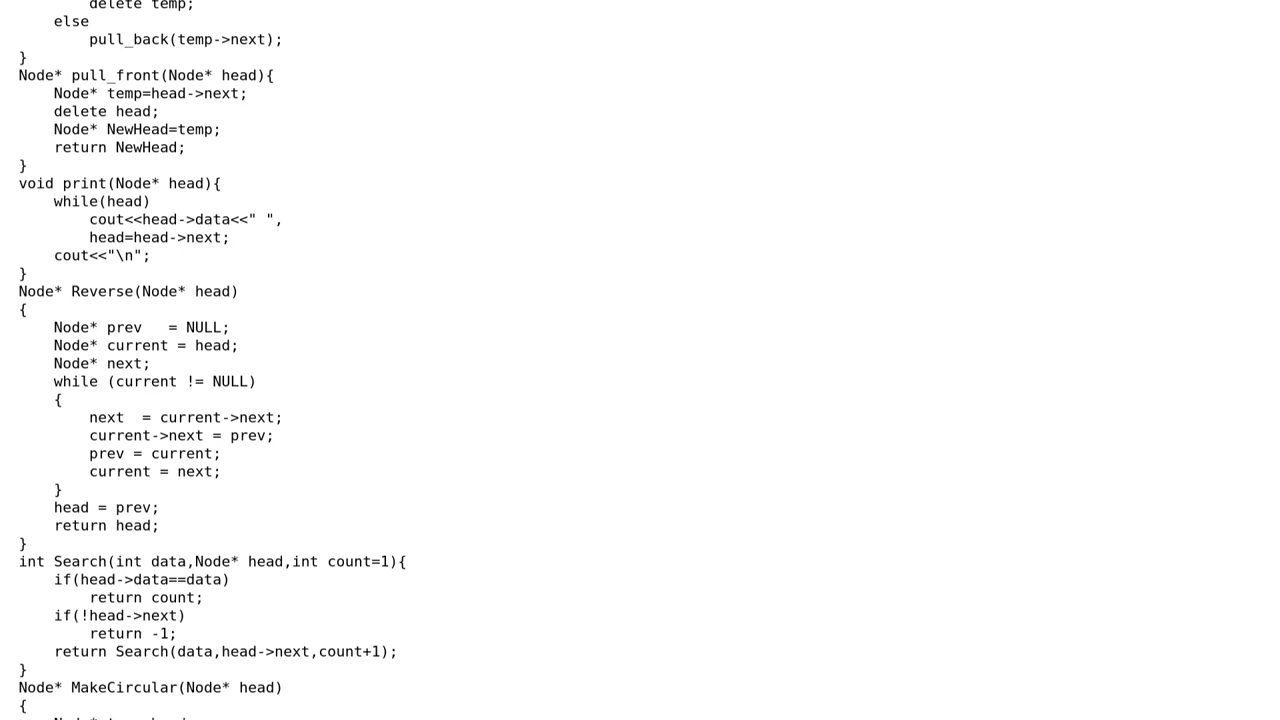 delete temp;
    else
        pull_back(temp->next);
}
Node* pull_front(Node* head){
    Node* temp=head->next;
    delete head;
    Node* NewHead=temp;
    return NewHead;
}
void print(Node* head){
    while(head)
        cout<<head->data<<" ",
        head=head->next;
    cout<<"\n";
}
Node* Reverse(Node* head)
{
    Node* prev   = NULL;
    Node* current = head;
    Node* next;
    while (current != NULL)
    {
        next  = current->next;
        current->next = prev;
        prev = current;
        current = next;
    }
    head = prev;
    return head;
}
int Search(int data,Node* head,int count=1){
    if(head->data==data)
        return count;
    if(!head->next)
        return -1;
    return Search(data,head->next,count+1);
}
Node* MakeCircular(Node* head)
{